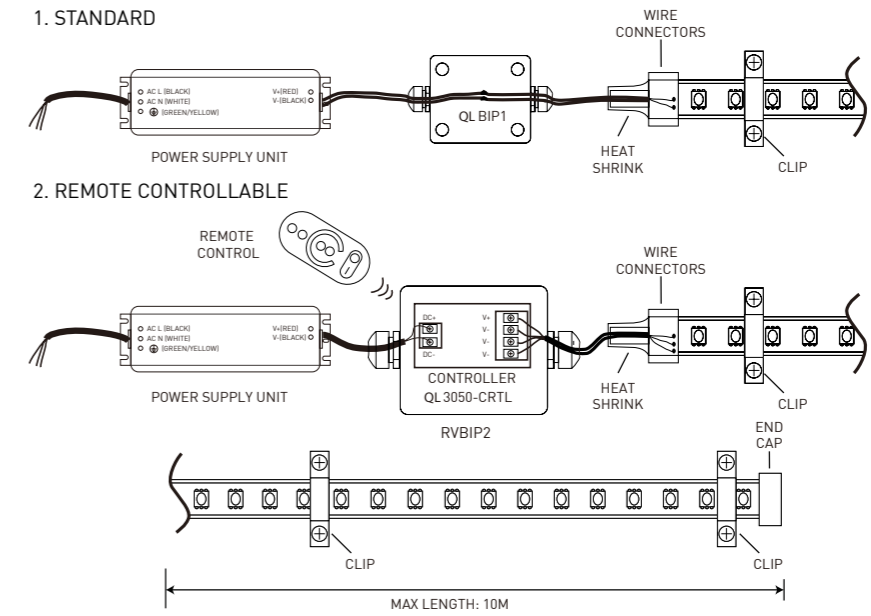 1. STANDARD
WIRE
CONNECTORS
AC L (BLACK)
AC N (WHITE)
(GREEN/YELLOW)
V+(RED)
V-(BLACK)
QL BIP1
POWER SUPPLY UNIT
HEAT
SHRINK
CLIP
2. REMOTE CONTROLLABLE
REMOTE
CONTROL
WIRE
CONNECTORS
AC L (BLACK)
AC N (WHITE)
(GREEN/YELLOW)
V+(RED)
V-(BLACK)
DC+
DC-
V+
V-
V-
V-
CONTROLLER
QL3050-CRTL
POWER SUPPLY UNIT
RVBIP2
HEAT
SHRINK
CLIP
END
CAP
CLIP
CLIP
MAX LENGTH: 10M